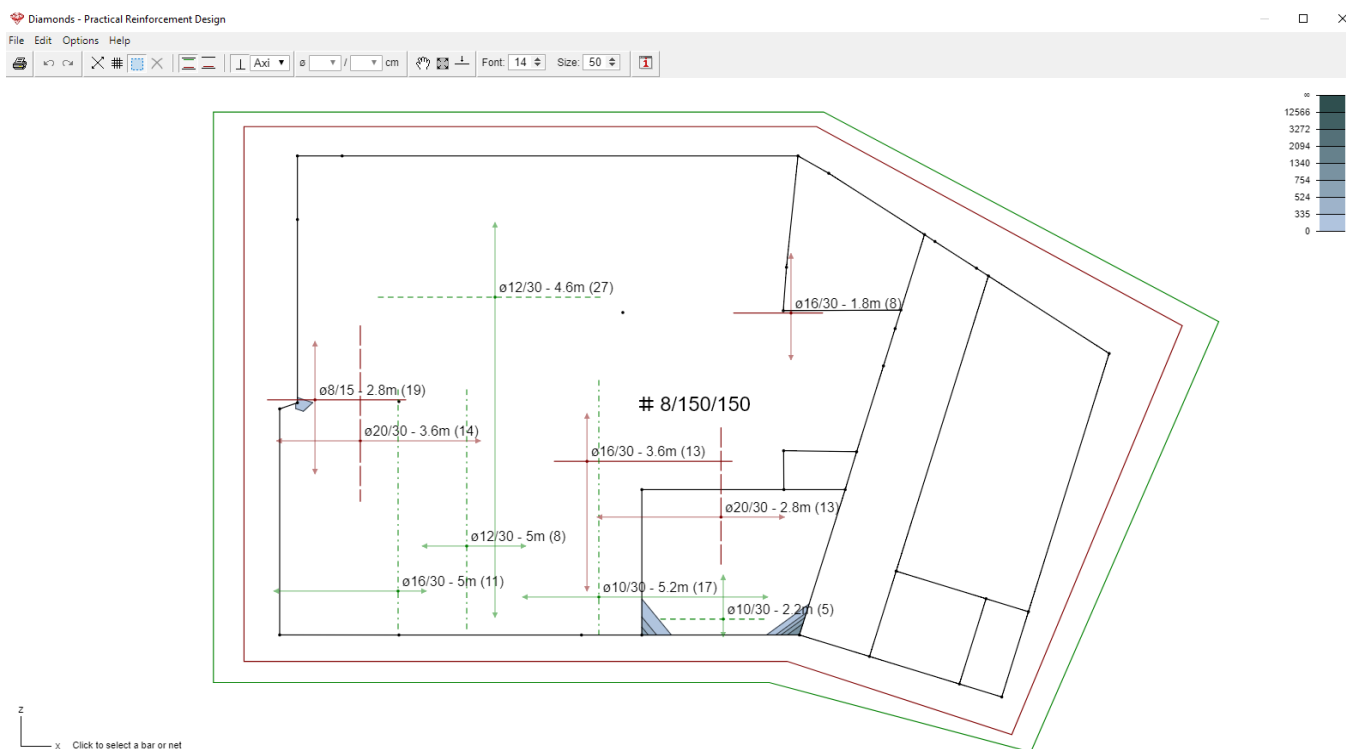 Diamonds - Practical Reinforcement Design
File Edit Options Help
Axi ø / cm Font: 14 Size: 50
∞
12566
3272
2094
1340
754
524
335
0
ø12/30 - 4.6m (27)
ø16/30 - 1.8m (8)
ø8/15 - 2.8m (19)
# 8/150/150
ø20/30 - 3.6m (14)
ø16/30 - 3.6m (13)
ø20/30 - 2.8m (13)
ø12/30 - 5m (8)
ø16/30 - 5m (11)
ø10/30 - 5.2m (17)
ø10/30 - 2.2m (5)
z
x Click to select a bar or net